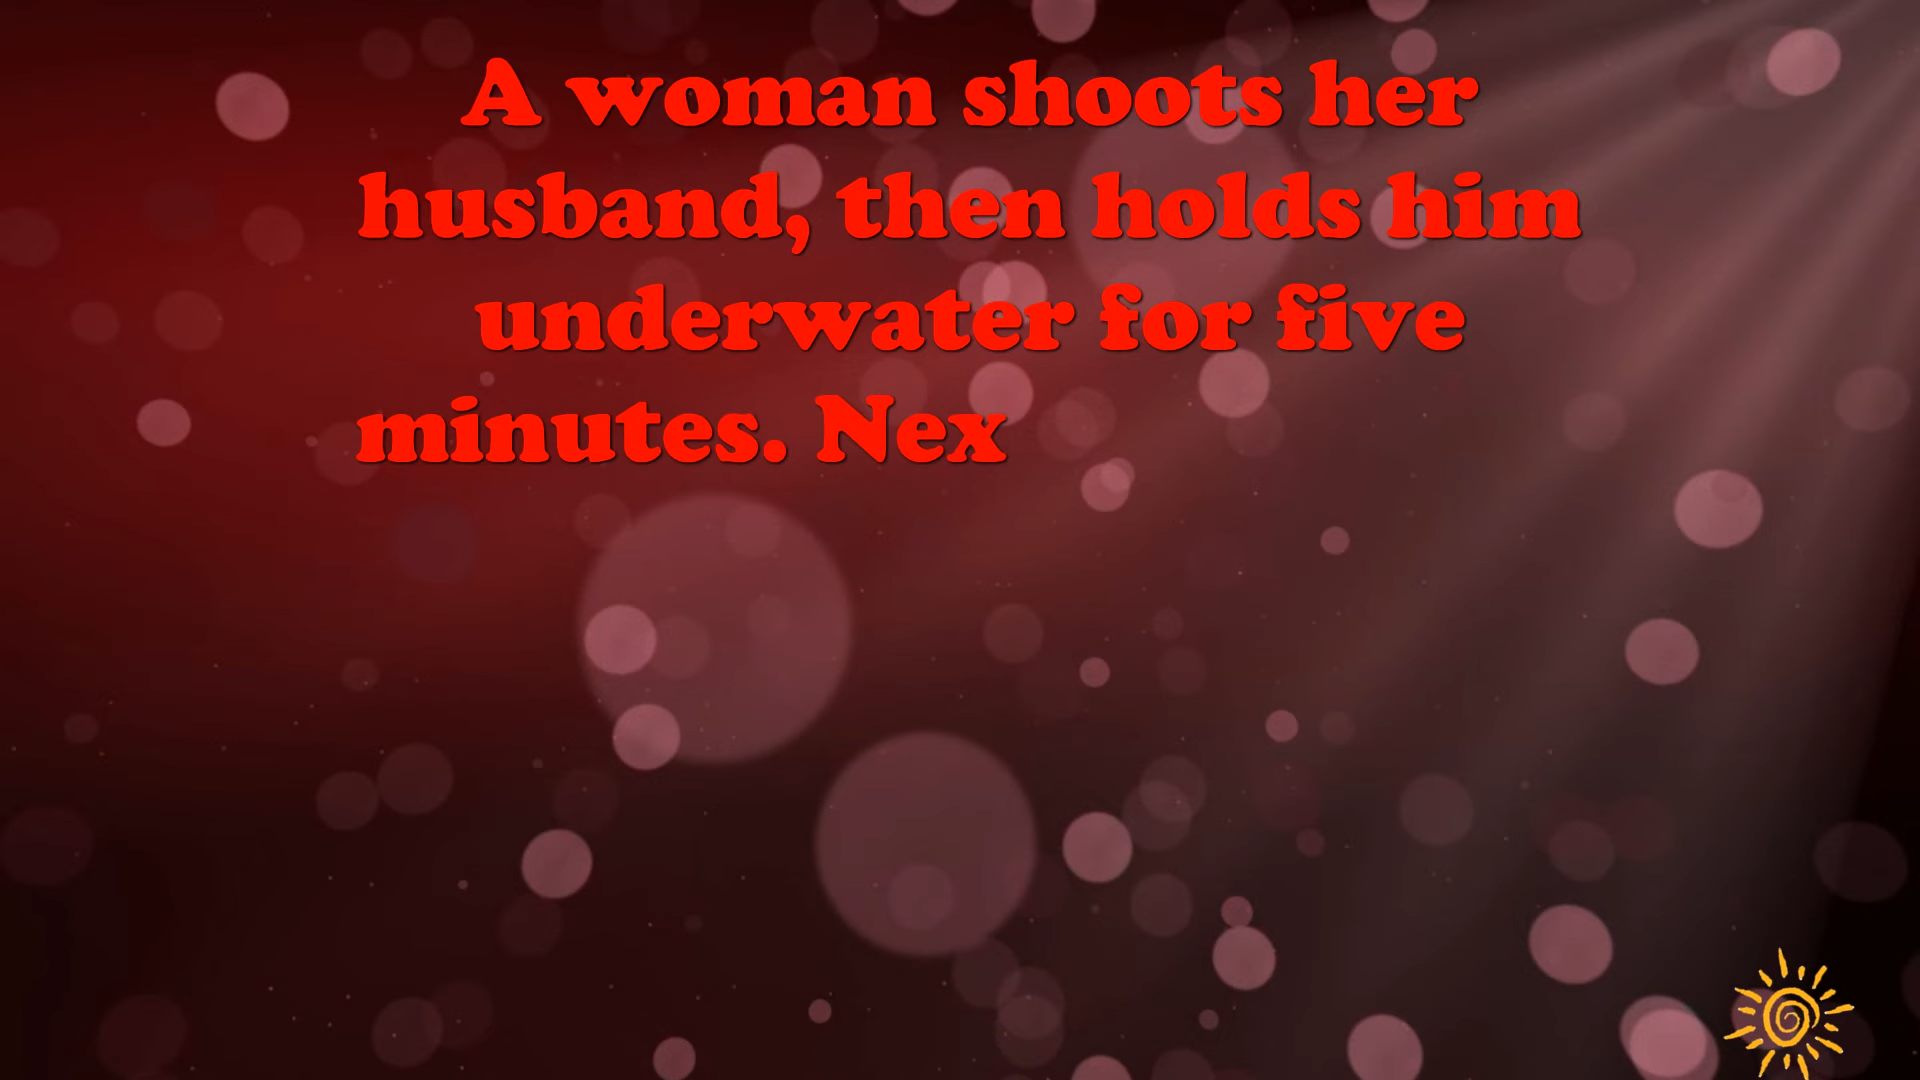 A woman shoots her
husband, then holds him
underwater for five
minutes. Nex